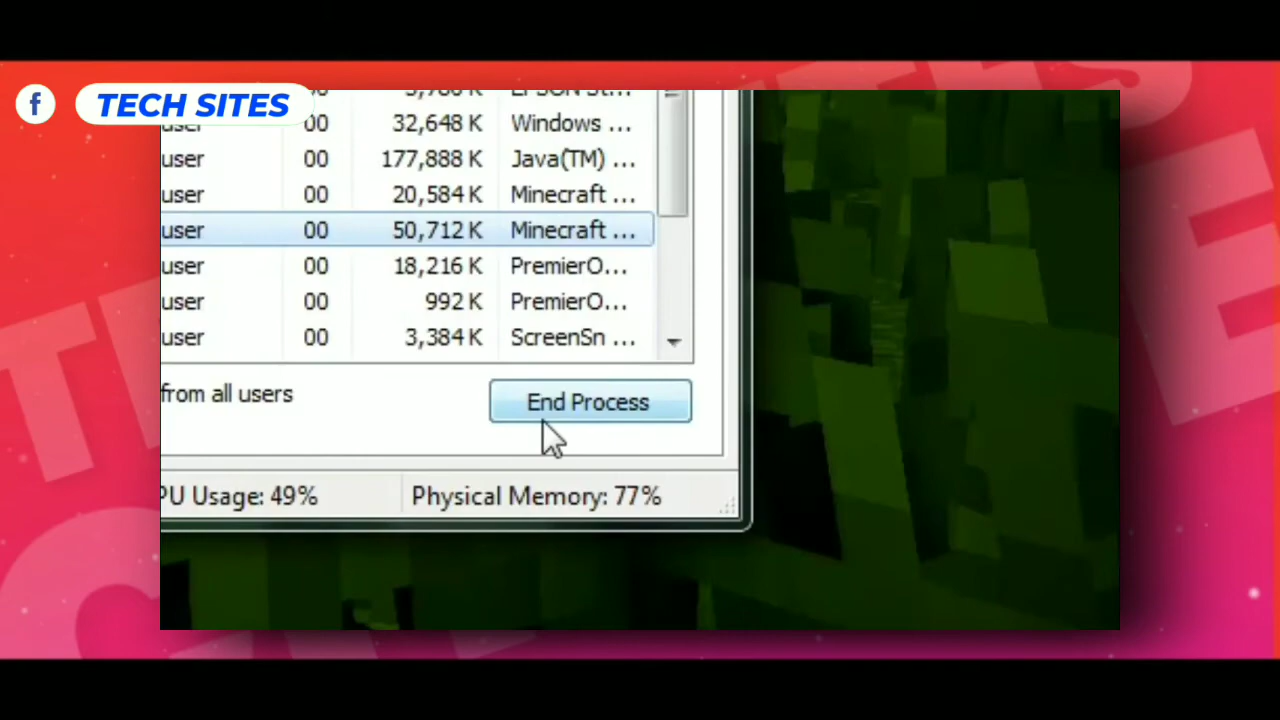 f TECH SITES
user 00 32,648 K Windows ...
user 00 177,888 K Java(TM) ...
user 00 20,584 K Minecraft ...
user 00 50,712 K Minecraft ...
user 00 18,216 K PremierO...
user 00 992 K PremierO...
user 00 3,384 K ScreenSn ...
from all users
End Process
PU Usage: 49%
Physical Memory: 77%